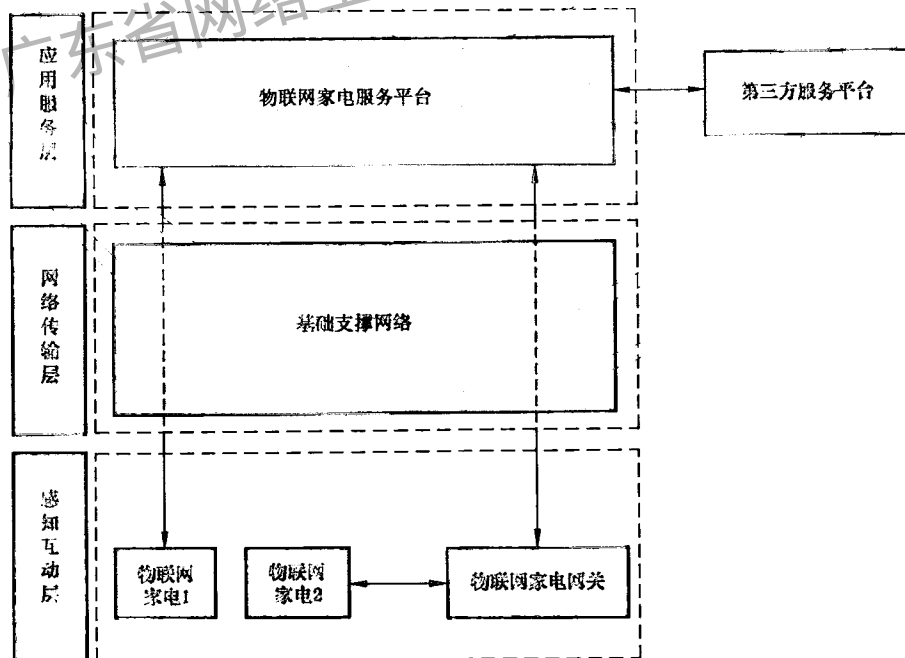 广东省网络
应用服务层
物联网家电服务平台
第三方服务平台
网络传输层
基础支撑网络
感知互动层
物联网
家电1
物联网
家电2
物联网家电网关